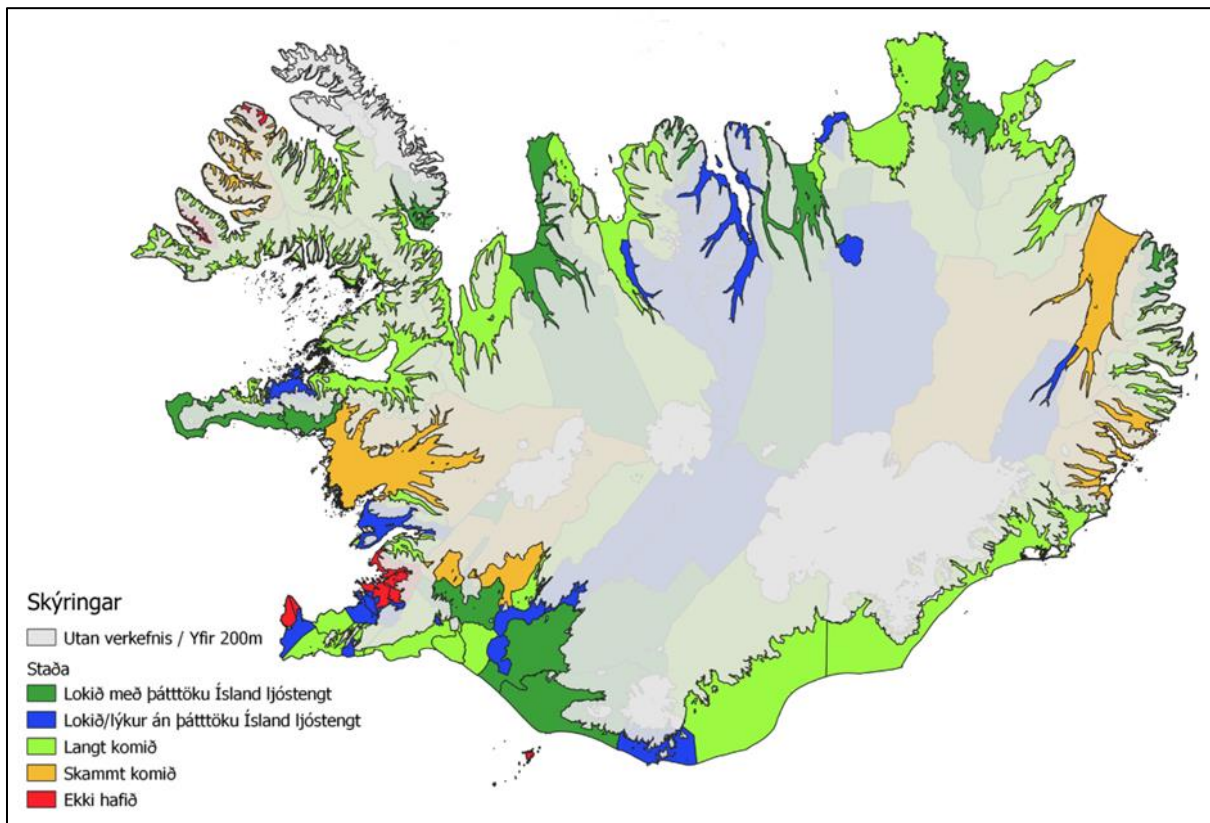 Skýringar
Utan verkefnis / Yfir 200m
Staða
Lokið með þátttöku Ísland ljóstengt
Lokið/lýkur án þátttöku Ísland ljóstengt
Langt komið
Skammt komið
Ekki hafið